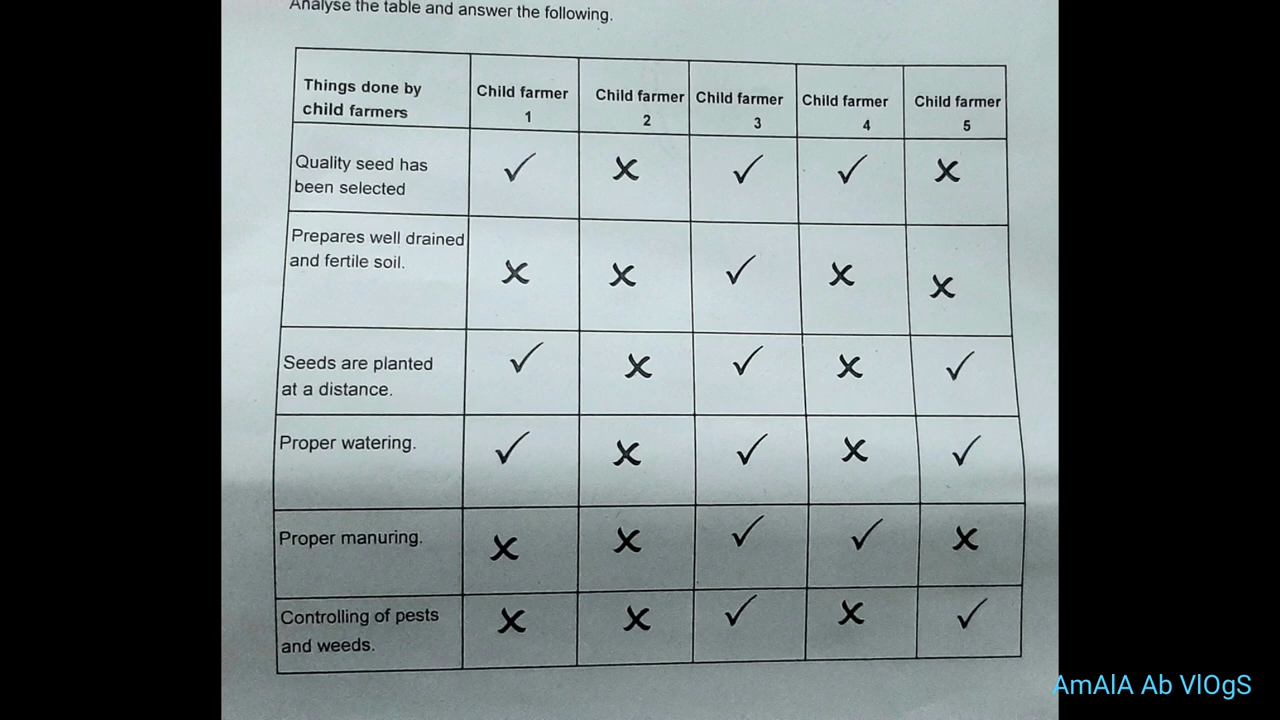 Analyse the table and answer the following.
Things done by
child farmers
Child farmer
1
Child farmer
2
Child farmer
3
Child farmer
4
Child farmer
5
Quality seed has
been selected
✓ x ✓ ✓ x
Prepares well drained
and fertile soil.
x x ✓ x x
Seeds are planted
at a distance.
✓ x ✓ x ✓
Proper watering.
✓ x ✓ x ✓
Proper manuring.
x x ✓ ✓ x
Controlling of pests
and weeds.
x x ✓ x ✓
AmAlA Ab VlOgS